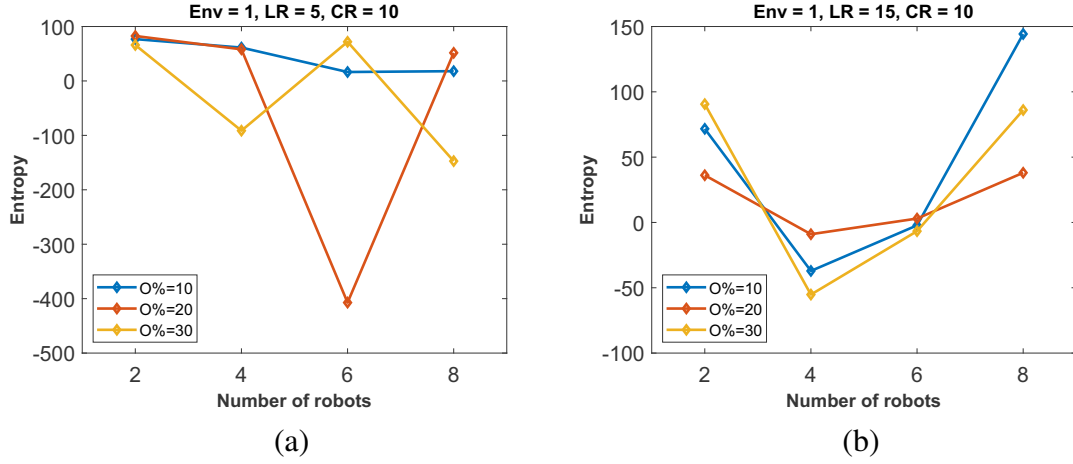 Env = 1, LR = 5, CR = 10
100
0
-100
-200
-300
-400
-500
Entropy
O%=10
O%=20
O%=30
2 4 6 8
Number of robots
(a)
Env = 1, LR = 15, CR = 10
150
100
50
0
-50
-100
Entropy
O%=10
O%=20
O%=30
2 4 6 8
Number of robots
(b)